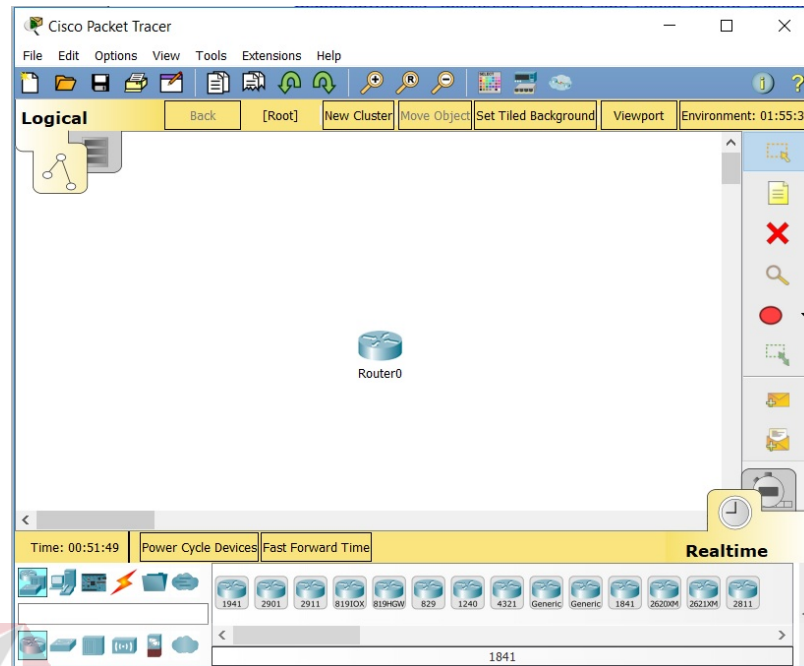 Cisco Packet Tracer
File Edit Options View Tools Extensions Help
Logical Back [Root] New Cluster Move Object Set Tiled Background Viewport Environment: 01:55:3
Router0
Time: 00:51:49 Power Cycle Devices Fast Forward Time Realtime
1941 2901 2911 819IOX 819HGW 829 1240 4321 Generic Generic 1841 2620XM 2621XM 2811
1841